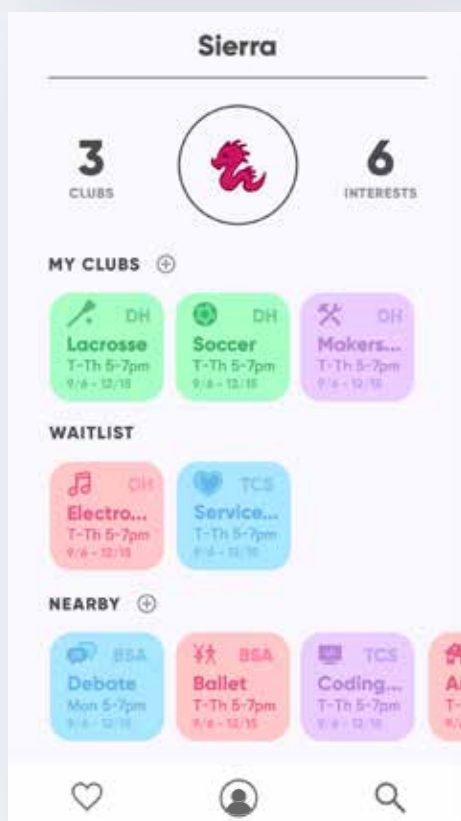 Sierra
3
CLUBS
6
INTERESTS
MY CLUBS
DH
Lacrosse
T-Th 5-7pm
9/6 - 12/15
DH
Soccer
T-Th 5-7pm
9/6 - 12/15
DH
Makers...
T-Th 5-7pm
9/6 - 12/15
WAITLIST
DH
Electro...
T-Th 5-7pm
9/6 - 12/15
TCS
Service...
T-Th 5-7pm
9/6 - 12/15
NEARBY
BSA
Debate
Mon 5-7pm
9/6 - 12/15
BSA
Ballet
T-Th 5-7pm
9/6 - 12/15
TCS
Coding...
T-Th 5-7pm
9/6 - 12/15